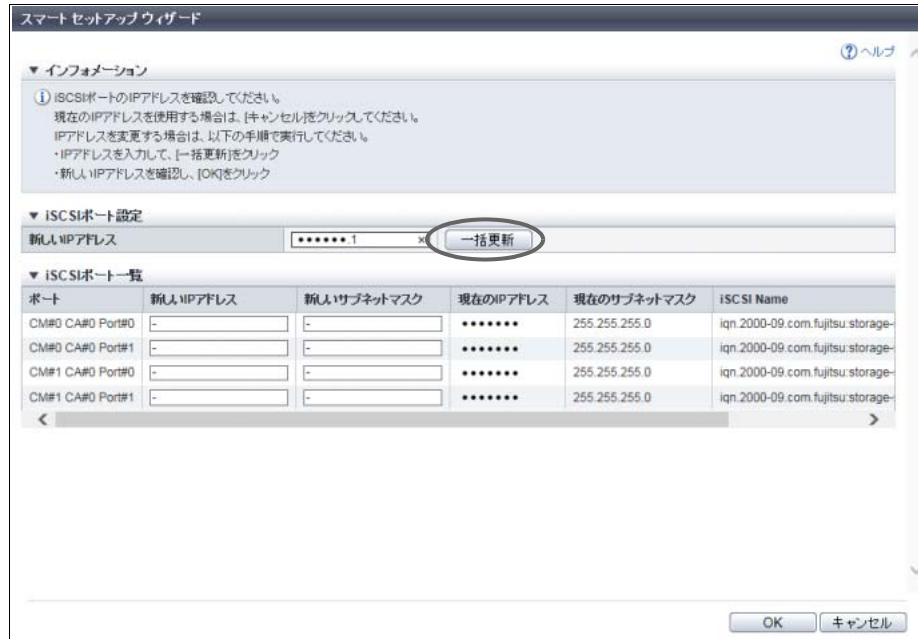 スマート セットアップ ウィザード
? ヘルプ
▼ インフォメーション
i iSCSIポートのIPアドレスを確認してください。
現在のIPアドレスを使用する場合は、[キャンセル]をクリックしてください。
IPアドレスを変更する場合は、以下の手順で実行してください。
・IPアドレスを入力して、[一括更新]をクリック
・新しいIPアドレスを確認し、[OK]をクリック
▼ iSCSIポート設定
新しいIPアドレス ••••••.1 × 一括更新
▼ iSCSIポート一覧
ポート 新しいIPアドレス 新しいサブネットマスク 現在のIPアドレス 現在のサブネットマスク iSCSI Name
CM#0 CA#0 Port#0 - - ••••••• 255.255.255.0 iqn.2000-09.com.fujitsu:storage-
CM#0 CA#0 Port#1 - - ••••••• 255.255.255.0 iqn.2000-09.com.fujitsu:storage-
CM#1 CA#0 Port#0 - - ••••••• 255.255.255.0 iqn.2000-09.com.fujitsu:storage-
CM#1 CA#0 Port#1 - - ••••••• 255.255.255.0 iqn.2000-09.com.fujitsu:storage-
OK キャンセル